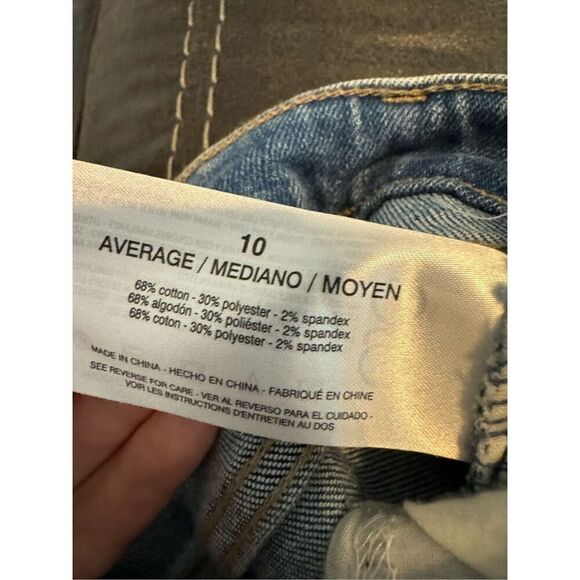 10
AVERAGE / MEDIANO / MOYEN
68% cotton - 30% polyester - 2% spandex
68% algodón - 30% poliéster - 2% spandex
68% coton - 30% polyester - 2% spandex
MADE IN CHINA - HECHO EN CHINA - FABRIQUÉ EN CHINE
SEE REVERSE FOR CARE - VER AL REVERSO PARA EL CUIDADO -
VOIR LES INSTRUCTIONS D'ENTRETIEN AU DOS